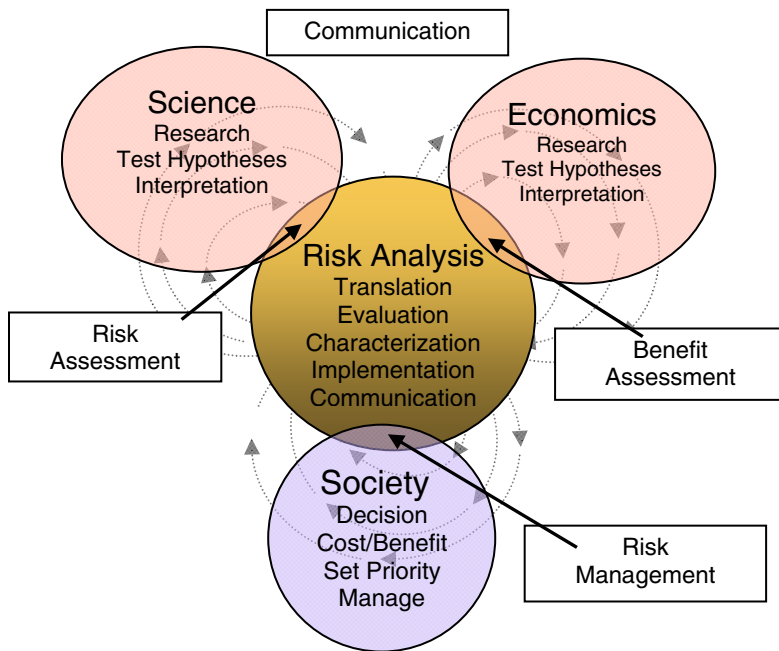 Communication
Science
Research
Test Hypotheses
Interpretation
Economics
Research
Test Hypotheses
Interpretation
Risk Analysis
Translation
Evaluation
Characterization
Implementation
Communication
Risk
Assessment
Benefit
Assessment
Society
Decision
Cost/Benefit
Set Priority
Manage
Risk
Management